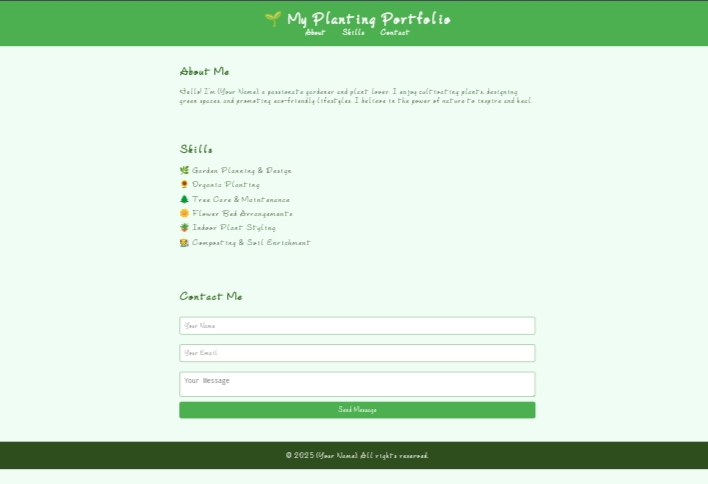 🌱 My Planting Portfolio
About Skills Contact
About Me
Hello! I'm [Your Name], a passionate gardener and plant lover. I enjoy cultivating plants, designing
green spaces, and promoting eco-friendly lifestyles. I believe in the power of nature to inspire and heal.
Skills
🌿 Garden Planning & Design
🌻 Organic Planting
🌲 Tree Care & Maintenance
🌼 Flower Bed Arrangements
🪴 Indoor Plant Styling
🧑‍🌾 Composting & Soil Enrichment
Contact Me
Your Name
Your Email
Your Message
Send Message
© 2025 [Your Name]. All rights reserved.